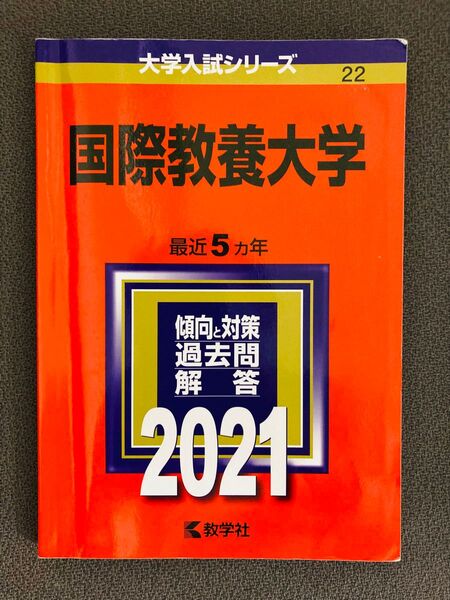 大学入試シリーズ
22
国際教養大学
最近5ヵ年
傾向と対策
過去問
解答
2021
教学社